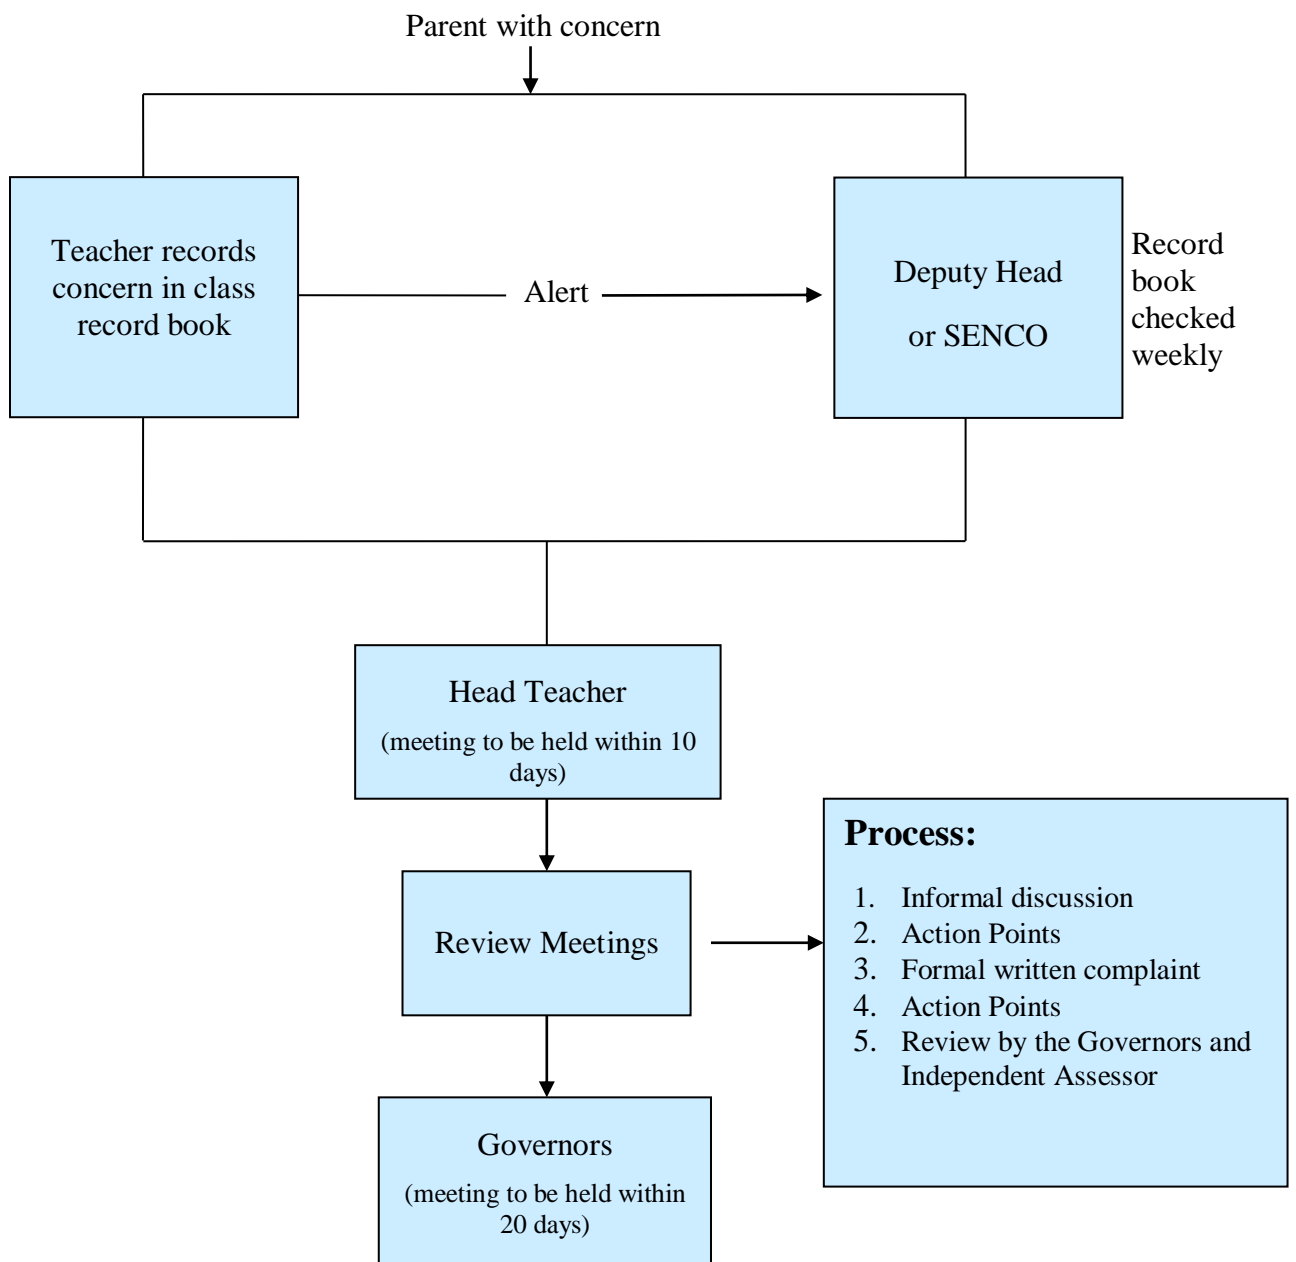 Parent with concern
Teacher records
concern in class
record book
Alert
Deputy Head
or SENCO
Record
book
checked
weekly
Head Teacher
(meeting to be held within 10
days)
Review Meetings
Process:
1. Informal discussion
2. Action Points
3. Formal written complaint
4. Action Points
5. Review by the Governors and
Independent Assessor
Governors
(meeting to be held within
20 days)